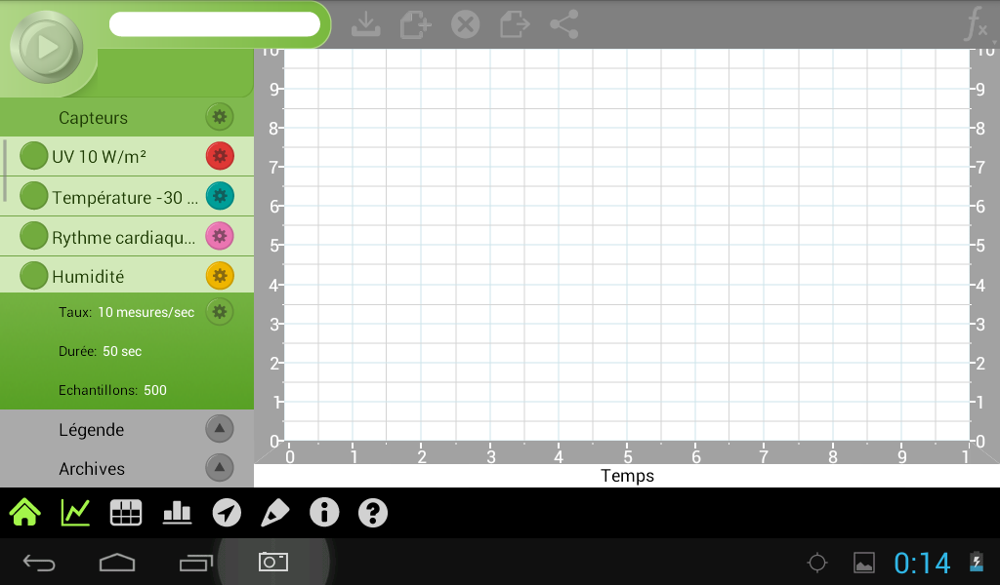 fx
Capteurs
UV 10 W/m²
Température -30 ...
Rythme cardiaqu...
Humidité
Taux: 10 mesures/sec
Durée: 50 sec
Echantillons: 500
Légende
Archives
10 10
9 9
8 8
7 7
6 6
5 5
4 4
3 3
2 2
1 1
0 0
0 1 2 3 4 5 6 7 8 9 1
Temps
0:14